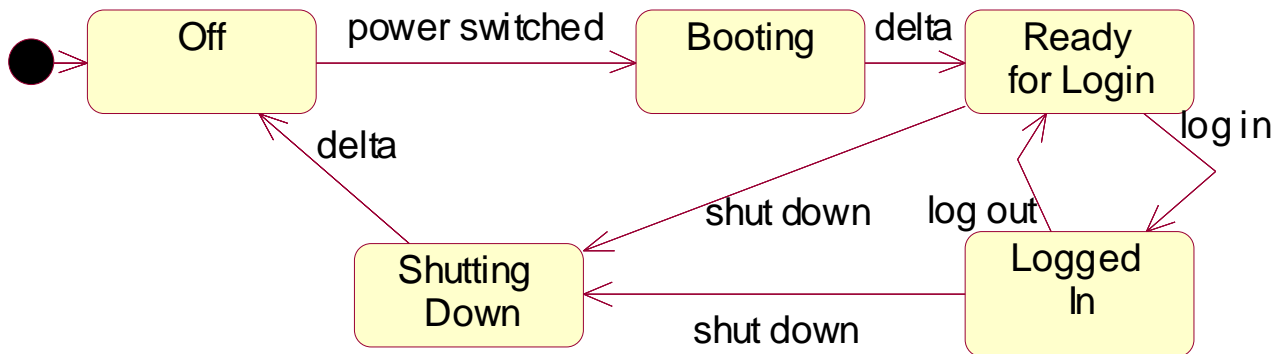 Off
power switched
Booting
delta
Ready
for Login
log in
delta
shut down
log out
Shutting
Down
Logged
In
shut down